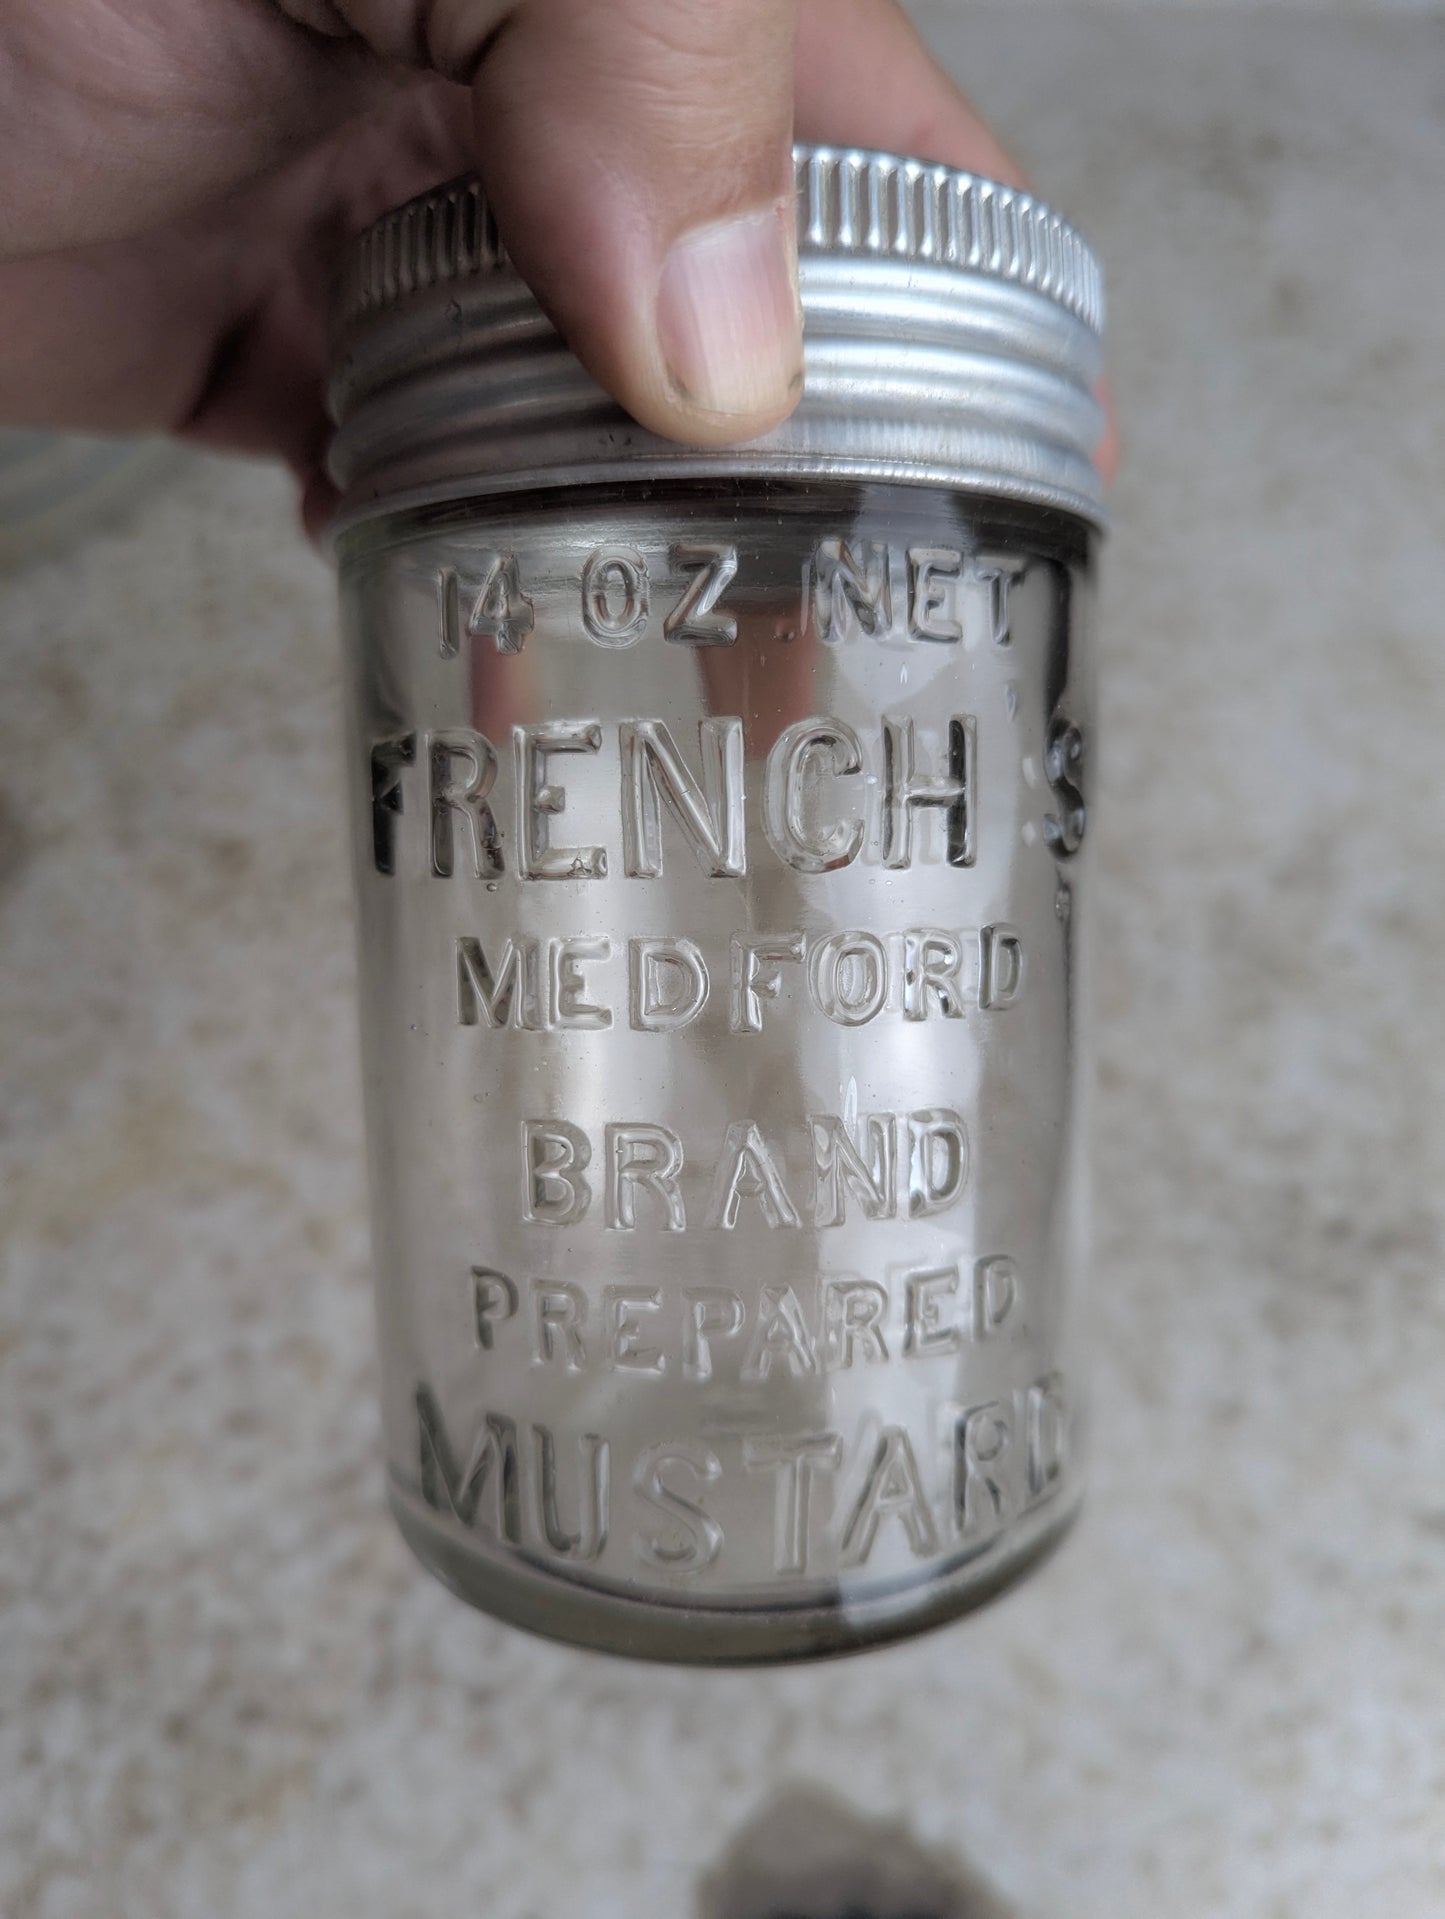 14 OZ NET
FRENCH'S
MEDFORD
BRAND
PREPARED
MUSTARD